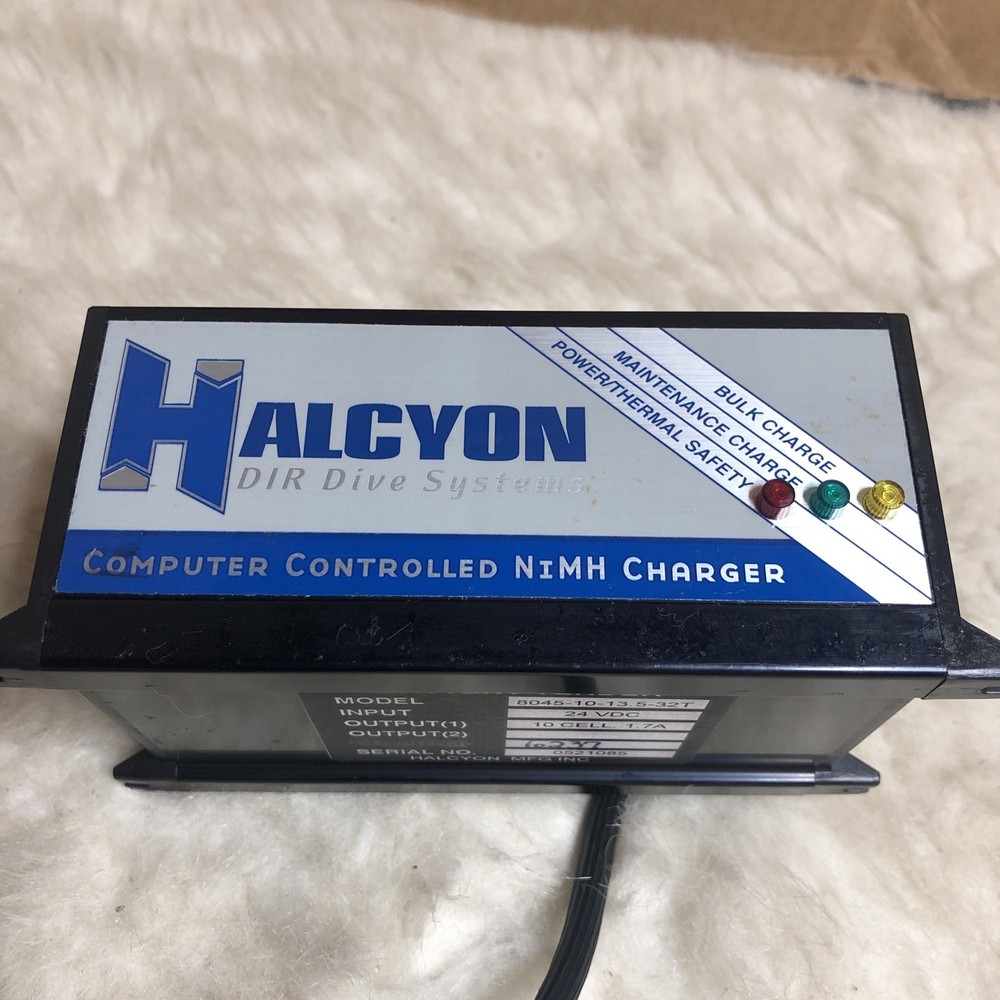 HALCYON
DIR Dive Systems
BULK CHARGE
MAINTENANCE CHARGE
POWER/THERMAL SAFETY
COMPUTER CONTROLLED NIMH CHARGER
MODEL 8045-10-13.5-32T
INPUT 24 VDC
OUTPUT(1) 10 CELL. 1.7A
OUTPUT(2)
SERIAL NO. 0521085
HALCYON MFG INC